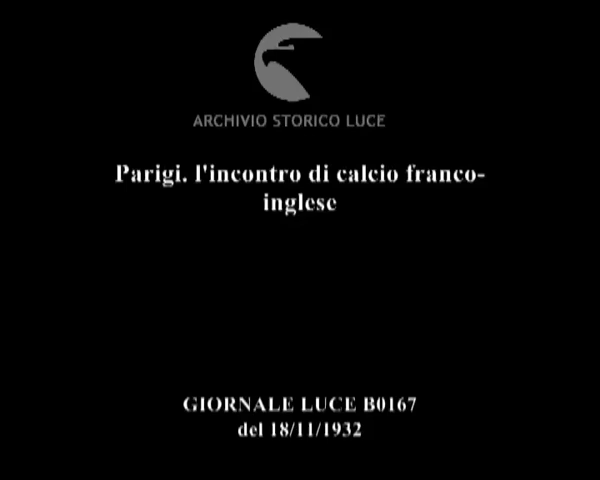 ARCHIVIO STORICO LUCE
Parigi. l'incontro di calcio franco-
inglese
GIORNALE LUCE B0167
del 18/11/1932